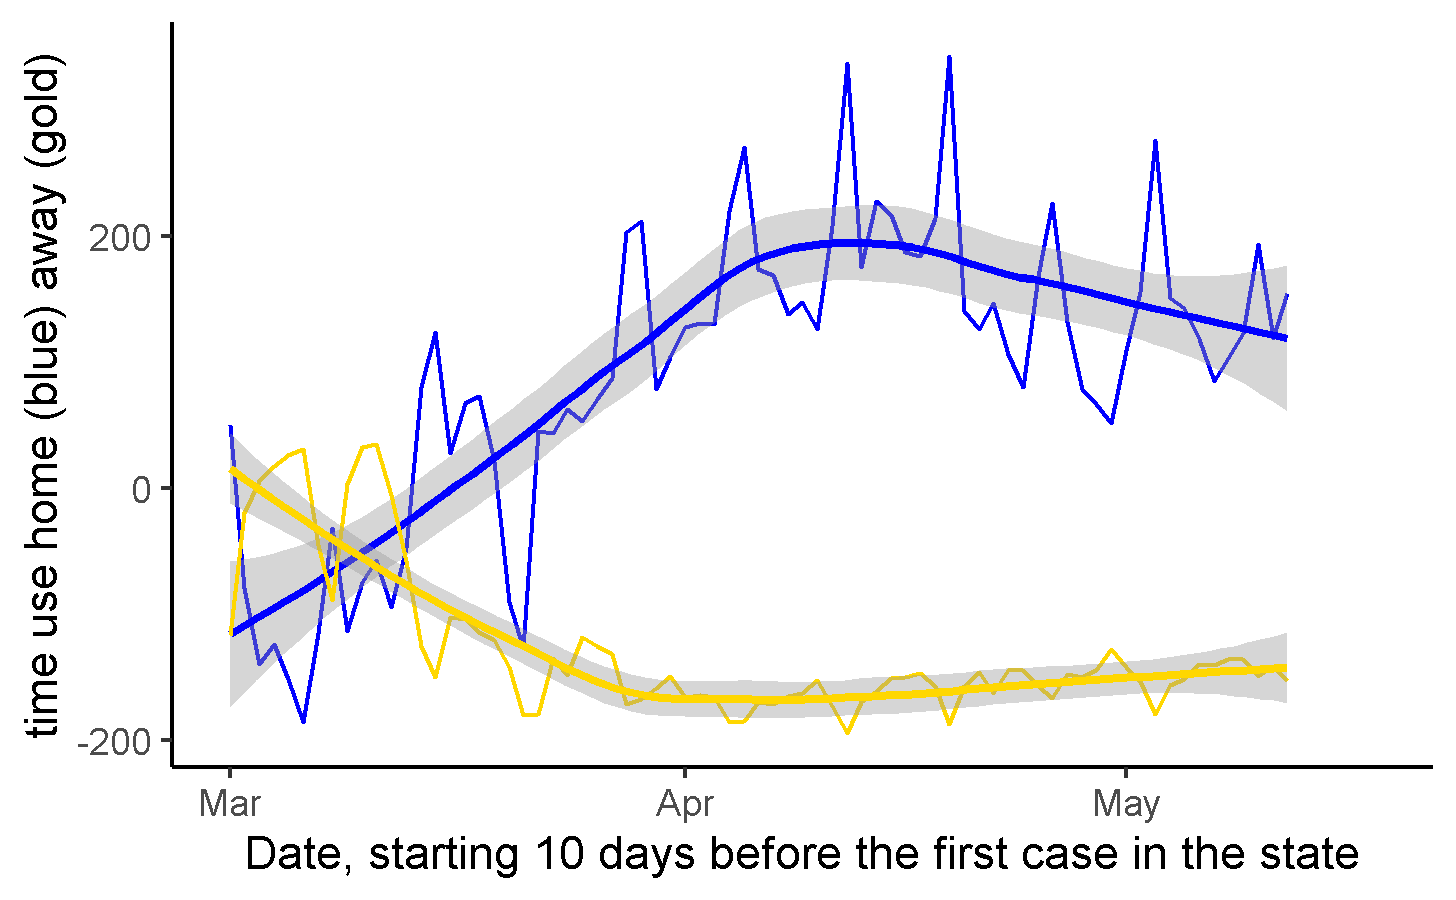 time use home (blue) away (gold)
200
0
-200
Mar
Apr
May
Date, starting 10 days before the first case in the state